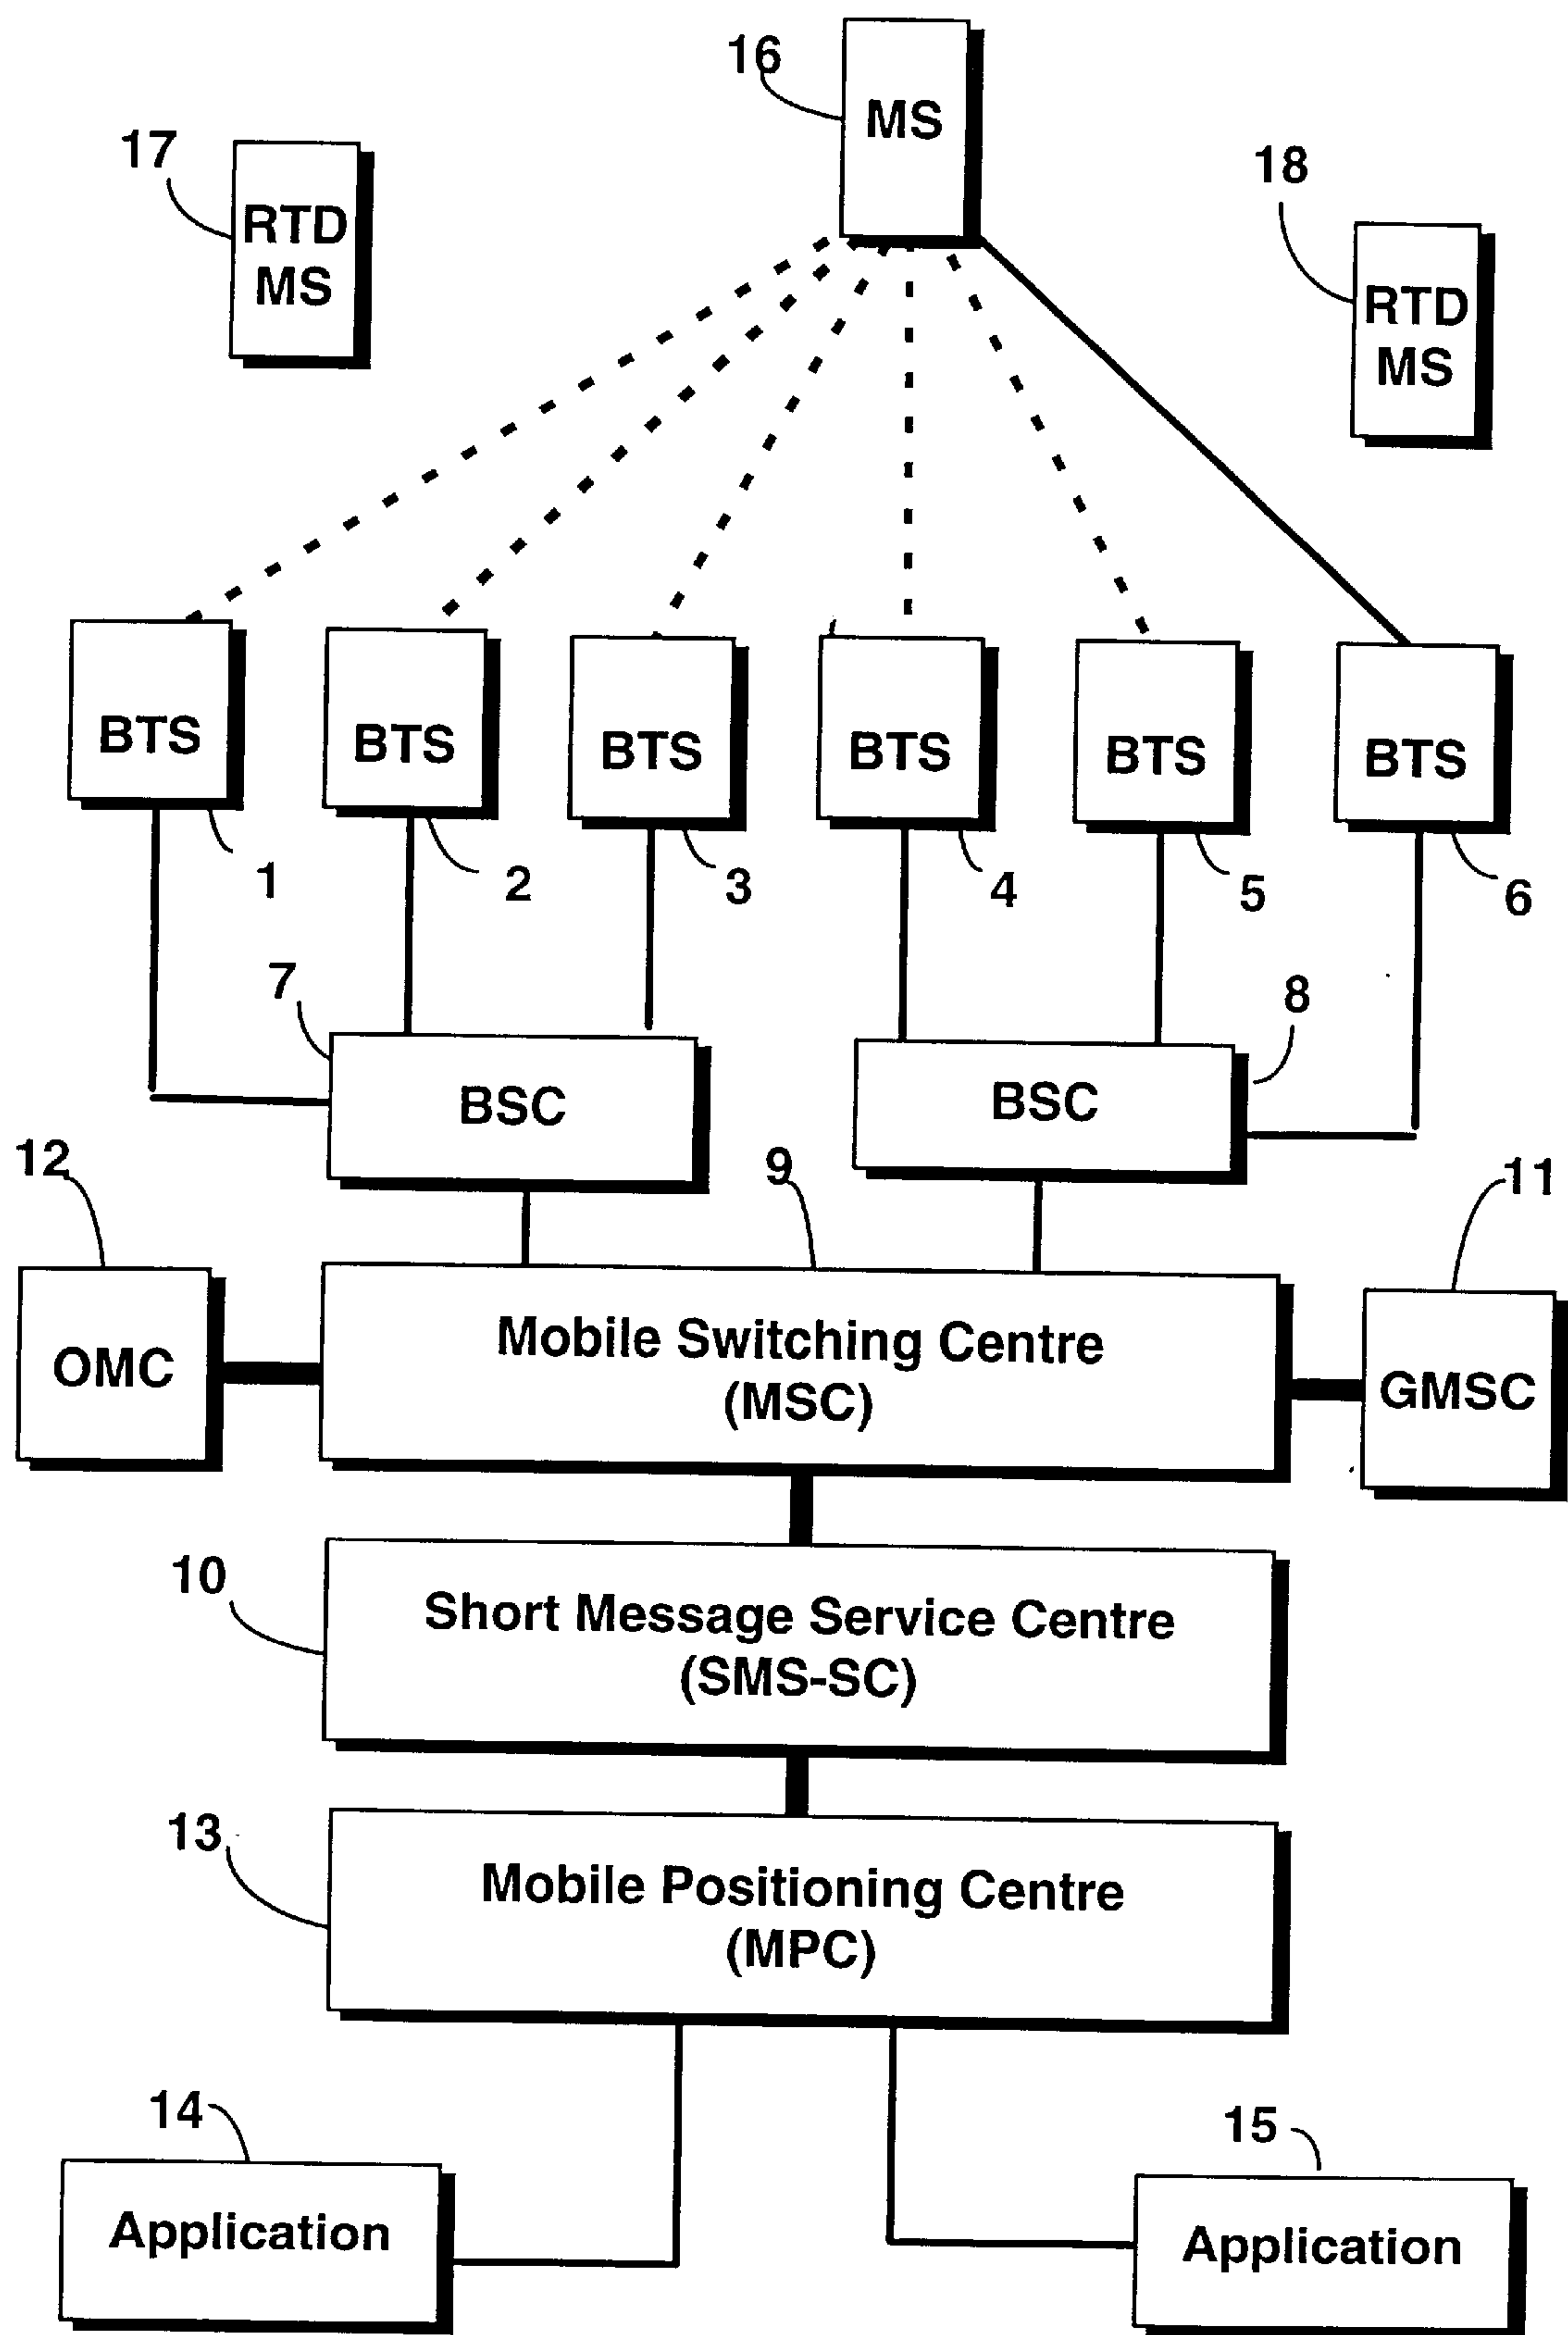 16
MS
17
RTD
MS
18
RTD
MS
BTS
BTS
BTS
BTS
BTS
BTS
1
2
3
4
5
6
7
BSC
8
BSC
12
9
11
OMC
Mobile Switching Centre
(MSC)
GMSC
10
Short Message Service Centre
(SMS-SC)
13
Mobile Positioning Centre
(MPC)
14
Application
15
Application